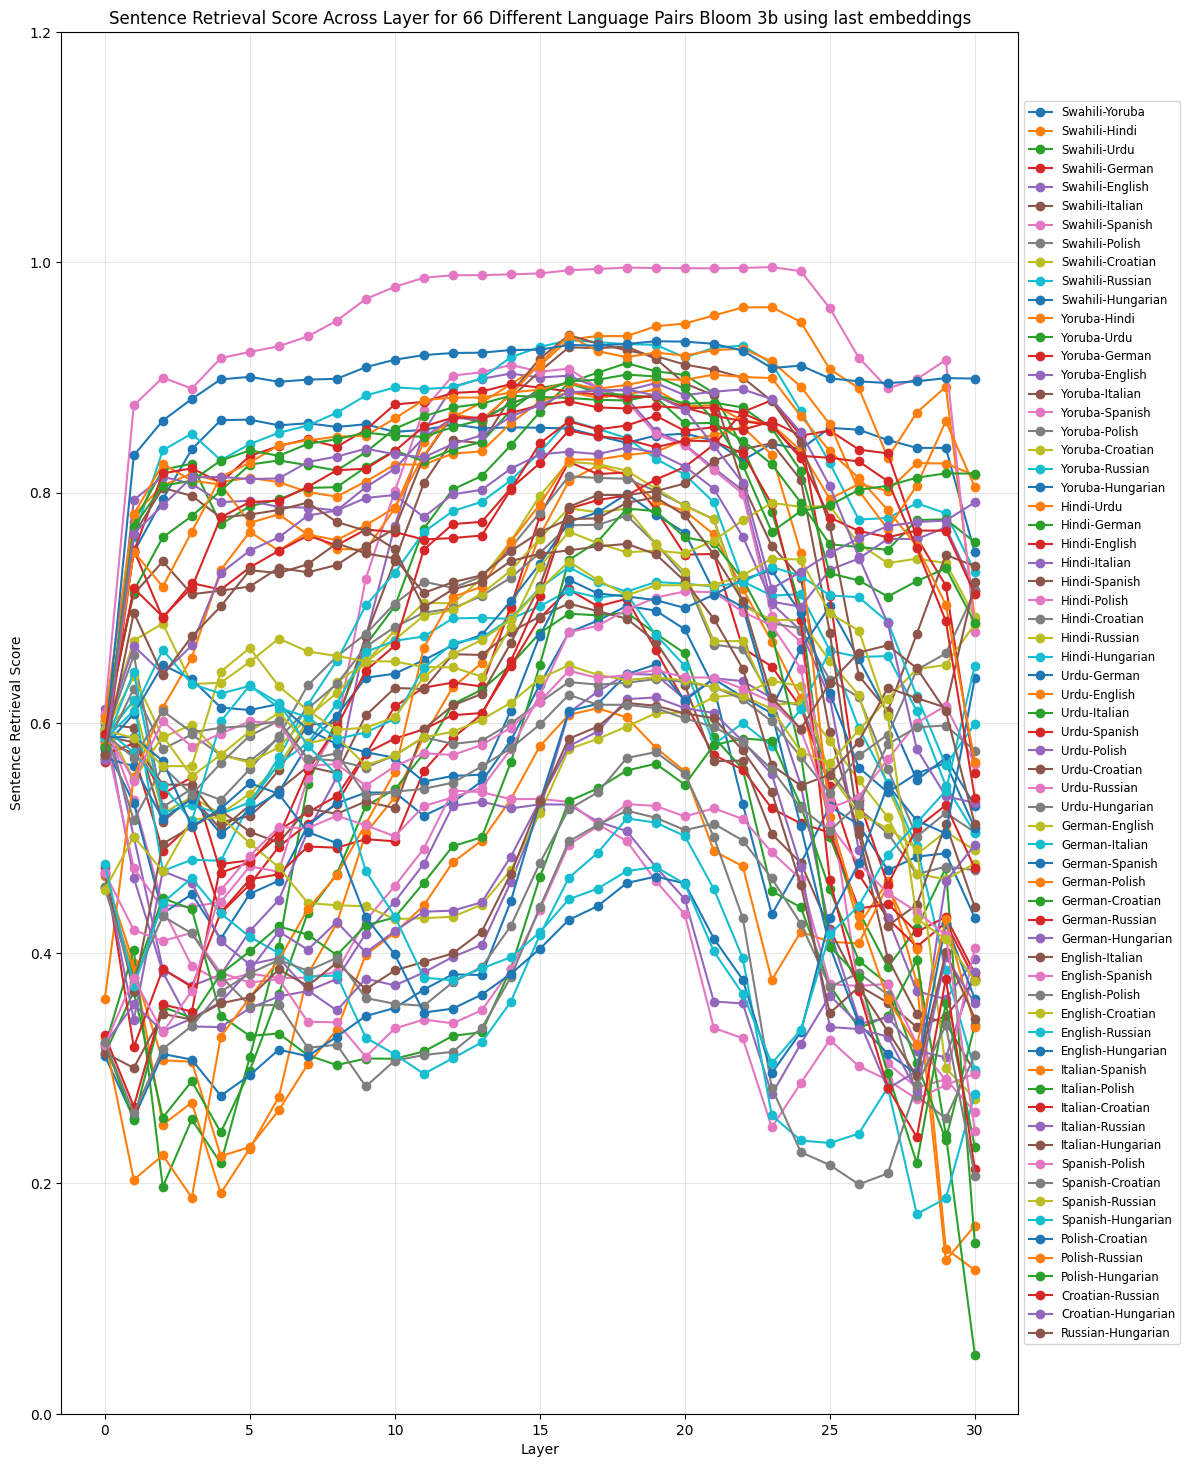 Sentence Retrieval Score Across Layer for 66 Different Language Pairs Bloom 3b using last embeddings
1.2
1.0
0.8
0.6
0.4
0.2
0.0
Sentence Retrieval Score
0 5 10 15 20 25 30
Layer
Swahili-Yoruba
Swahili-Hindi
Swahili-Urdu
Swahili-German
Swahili-English
Swahili-Italian
Swahili-Spanish
Swahili-Polish
Swahili-Croatian
Swahili-Russian
Swahili-Hungarian
Yoruba-Hindi
Yoruba-Urdu
Yoruba-German
Yoruba-English
Yoruba-Italian
Yoruba-Spanish
Yoruba-Polish
Yoruba-Croatian
Yoruba-Russian
Yoruba-Hungarian
Hindi-Urdu
Hindi-German
Hindi-English
Hindi-Italian
Hindi-Spanish
Hindi-Polish
Hindi-Croatian
Hindi-Russian
Hindi-Hungarian
Urdu-German
Urdu-English
Urdu-Italian
Urdu-Spanish
Urdu-Polish
Urdu-Croatian
Urdu-Russian
Urdu-Hungarian
German-English
German-Italian
German-Spanish
German-Polish
German-Croatian
German-Russian
German-Hungarian
English-Italian
English-Spanish
English-Polish
English-Croatian
English-Russian
English-Hungarian
Italian-Spanish
Italian-Polish
Italian-Croatian
Italian-Russian
Italian-Hungarian
Spanish-Polish
Spanish-Croatian
Spanish-Russian
Spanish-Hungarian
Polish-Croatian
Polish-Russian
Polish-Hungarian
Croatian-Russian
Croatian-Hungarian
Russian-Hungarian